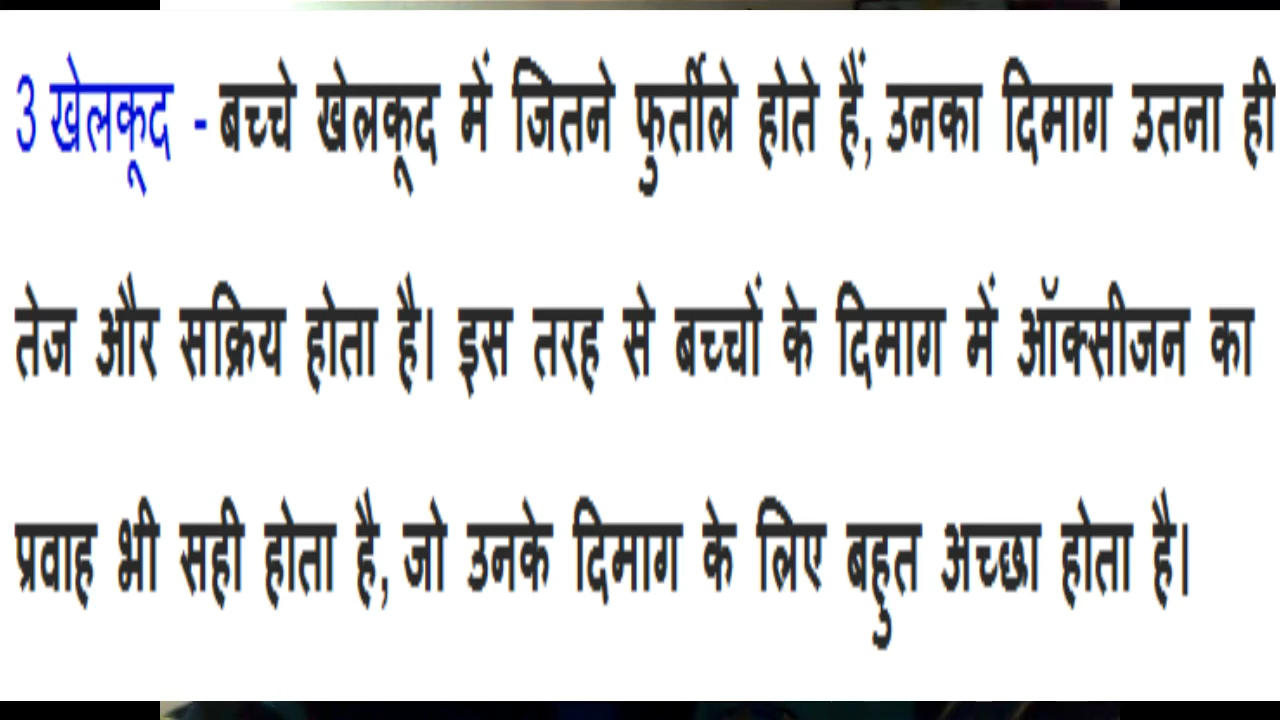 3 खेलकूद - बच्चे खेलकूद में जितने फुर्तीले होते हैं, उनका दिमाग उतना ही
तेज और सक्रिय होता है। इस तरह से बच्चों के दिमाग में ऑक्सीजन का
प्रवाह भी सही होता है, जो उनके दिमाग के लिए बहुत अच्छा होता है।